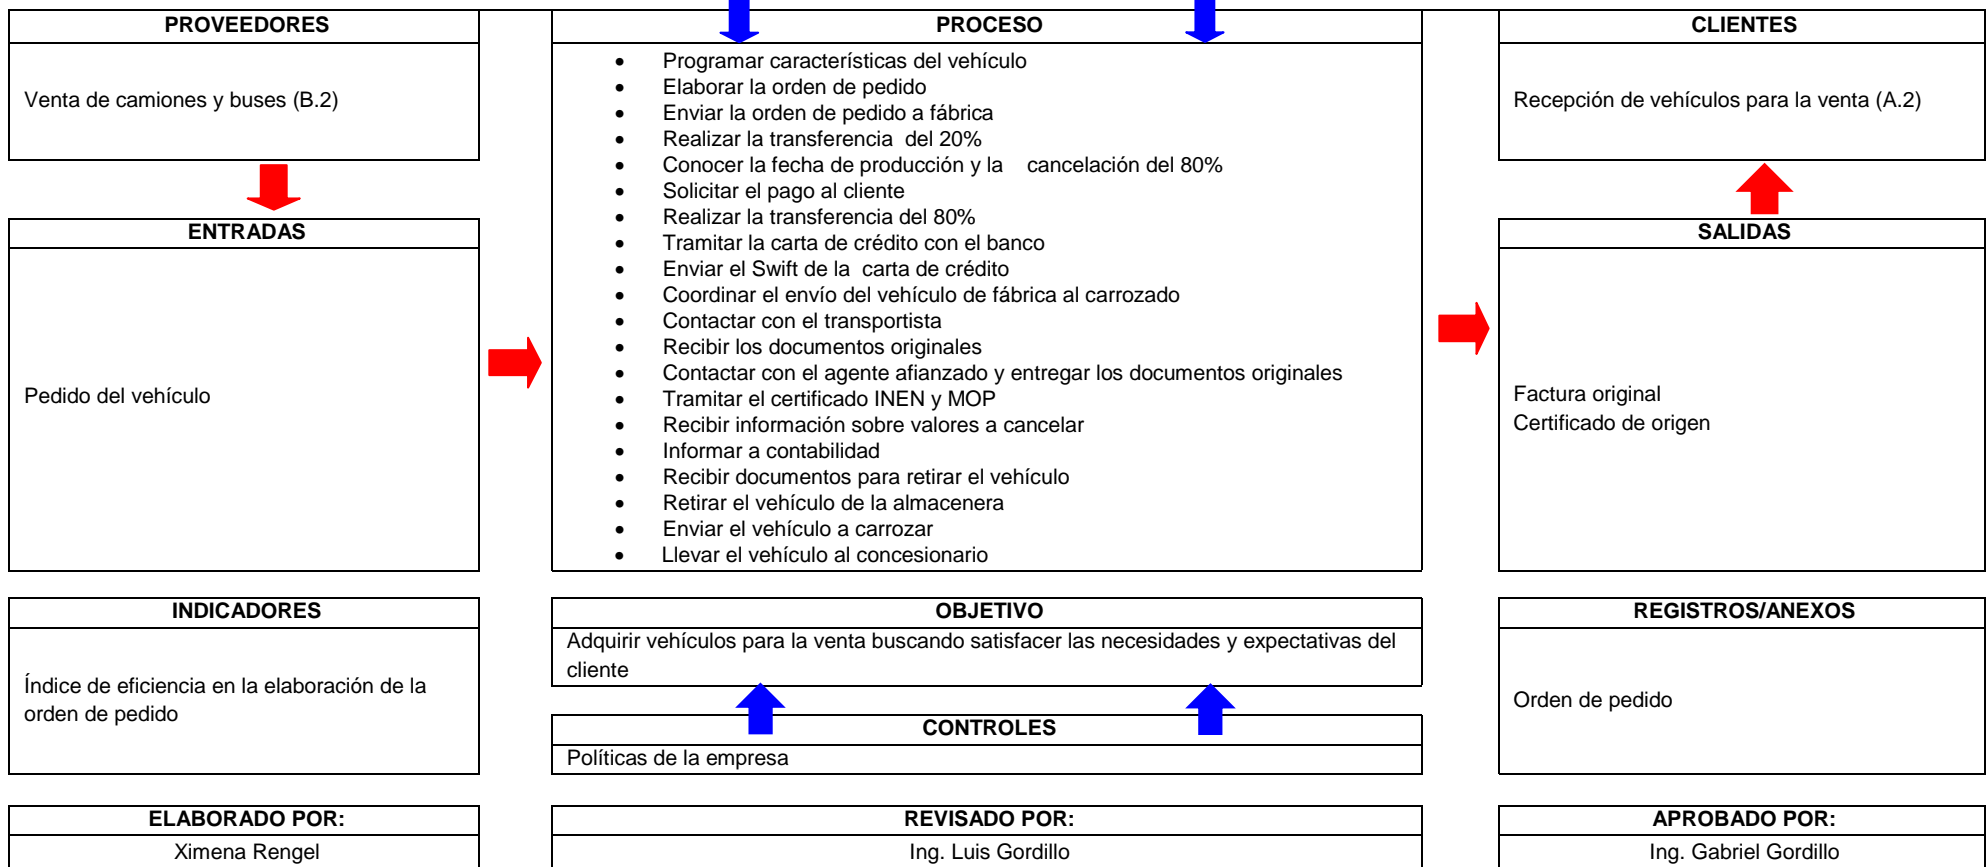 PROVEEDORES
Venta de camiones y buses (B.2)
ENTRADAS
Pedido del vehículo
PROCESO
• Programar características del vehículo
• Elaborar la orden de pedido
• Enviar la orden de pedido a fábrica
• Realizar la transferencia del 20%
• Conocer la fecha de producción y la cancelación del 80%
• Solicitar el pago al cliente
• Realizar la transferencia del 80%
• Tramitar la carta de crédito con el banco
• Enviar el Swift de la carta de crédito
• Coordinar el envío del vehículo de fábrica al carrozado
• Contactar con el transportista
• Recibir los documentos originales
• Contactar con el agente afianzado y entregar los documentos originales
• Tramitar el certificado INEN y MOP
• Recibir información sobre valores a cancelar
• Informar a contabilidad
• Recibir documentos para retirar el vehículo
• Retirar el vehículo de la almacenera
• Enviar el vehículo a carrozar
• Llevar el vehículo al concesionario
CLIENTES
Recepción de vehículos para la venta (A.2)
SALIDAS
Factura original
Certificado de origen
INDICADORES
Índice de eficiencia en la elaboración de la
orden de pedido
OBJETIVO
Adquirir vehículos para la venta buscando satisfacer las necesidades y expectativas del
cliente
CONTROLES
Políticas de la empresa
REGISTROS/ANEXOS
Orden de pedido
ELABORADO POR:
Ximena Rengel
REVISADO POR:
Ing. Luis Gordillo
APROBADO POR:
Ing. Gabriel Gordillo